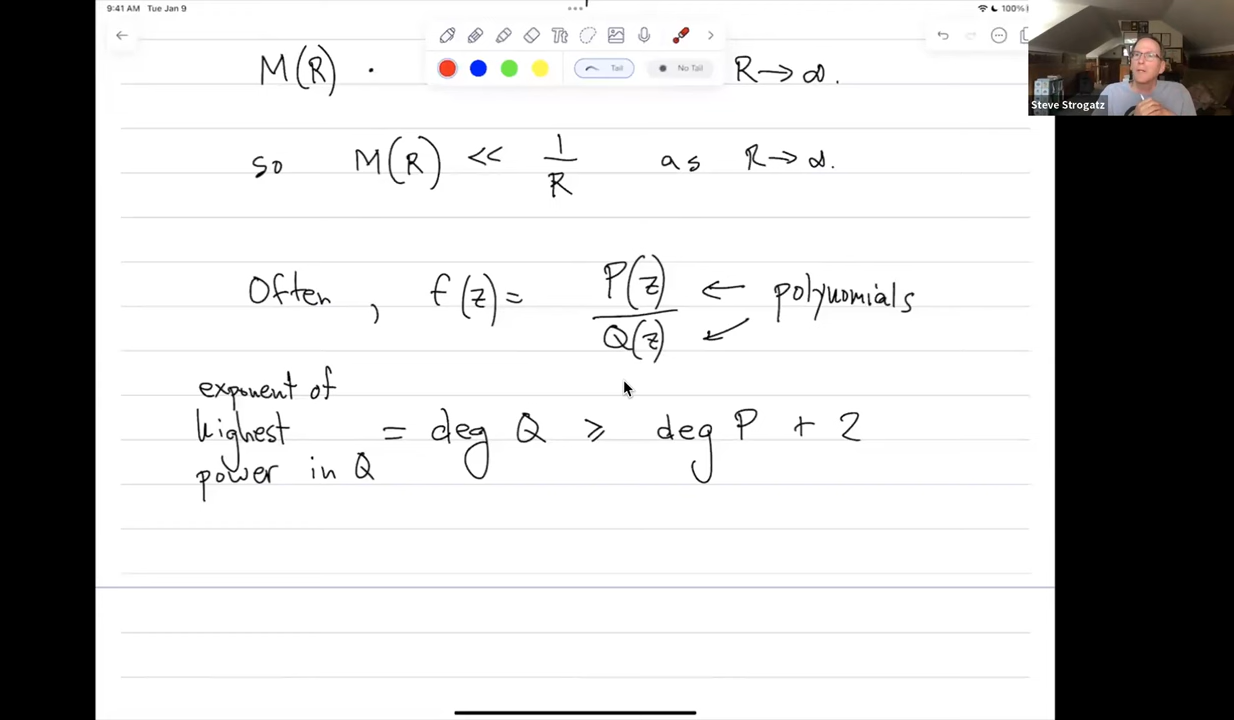 9:41 AM Tue Jan 9
100%
Tt
Tail
No Tail
Steve Strogatz
M(R) · R → ∞.
so M(R) << 1/R as R → ∞.
Often, f(z) = P(z)/Q(z) ← polynomials
exponent of
highest = deg Q ≥ deg P + 2
power in Q